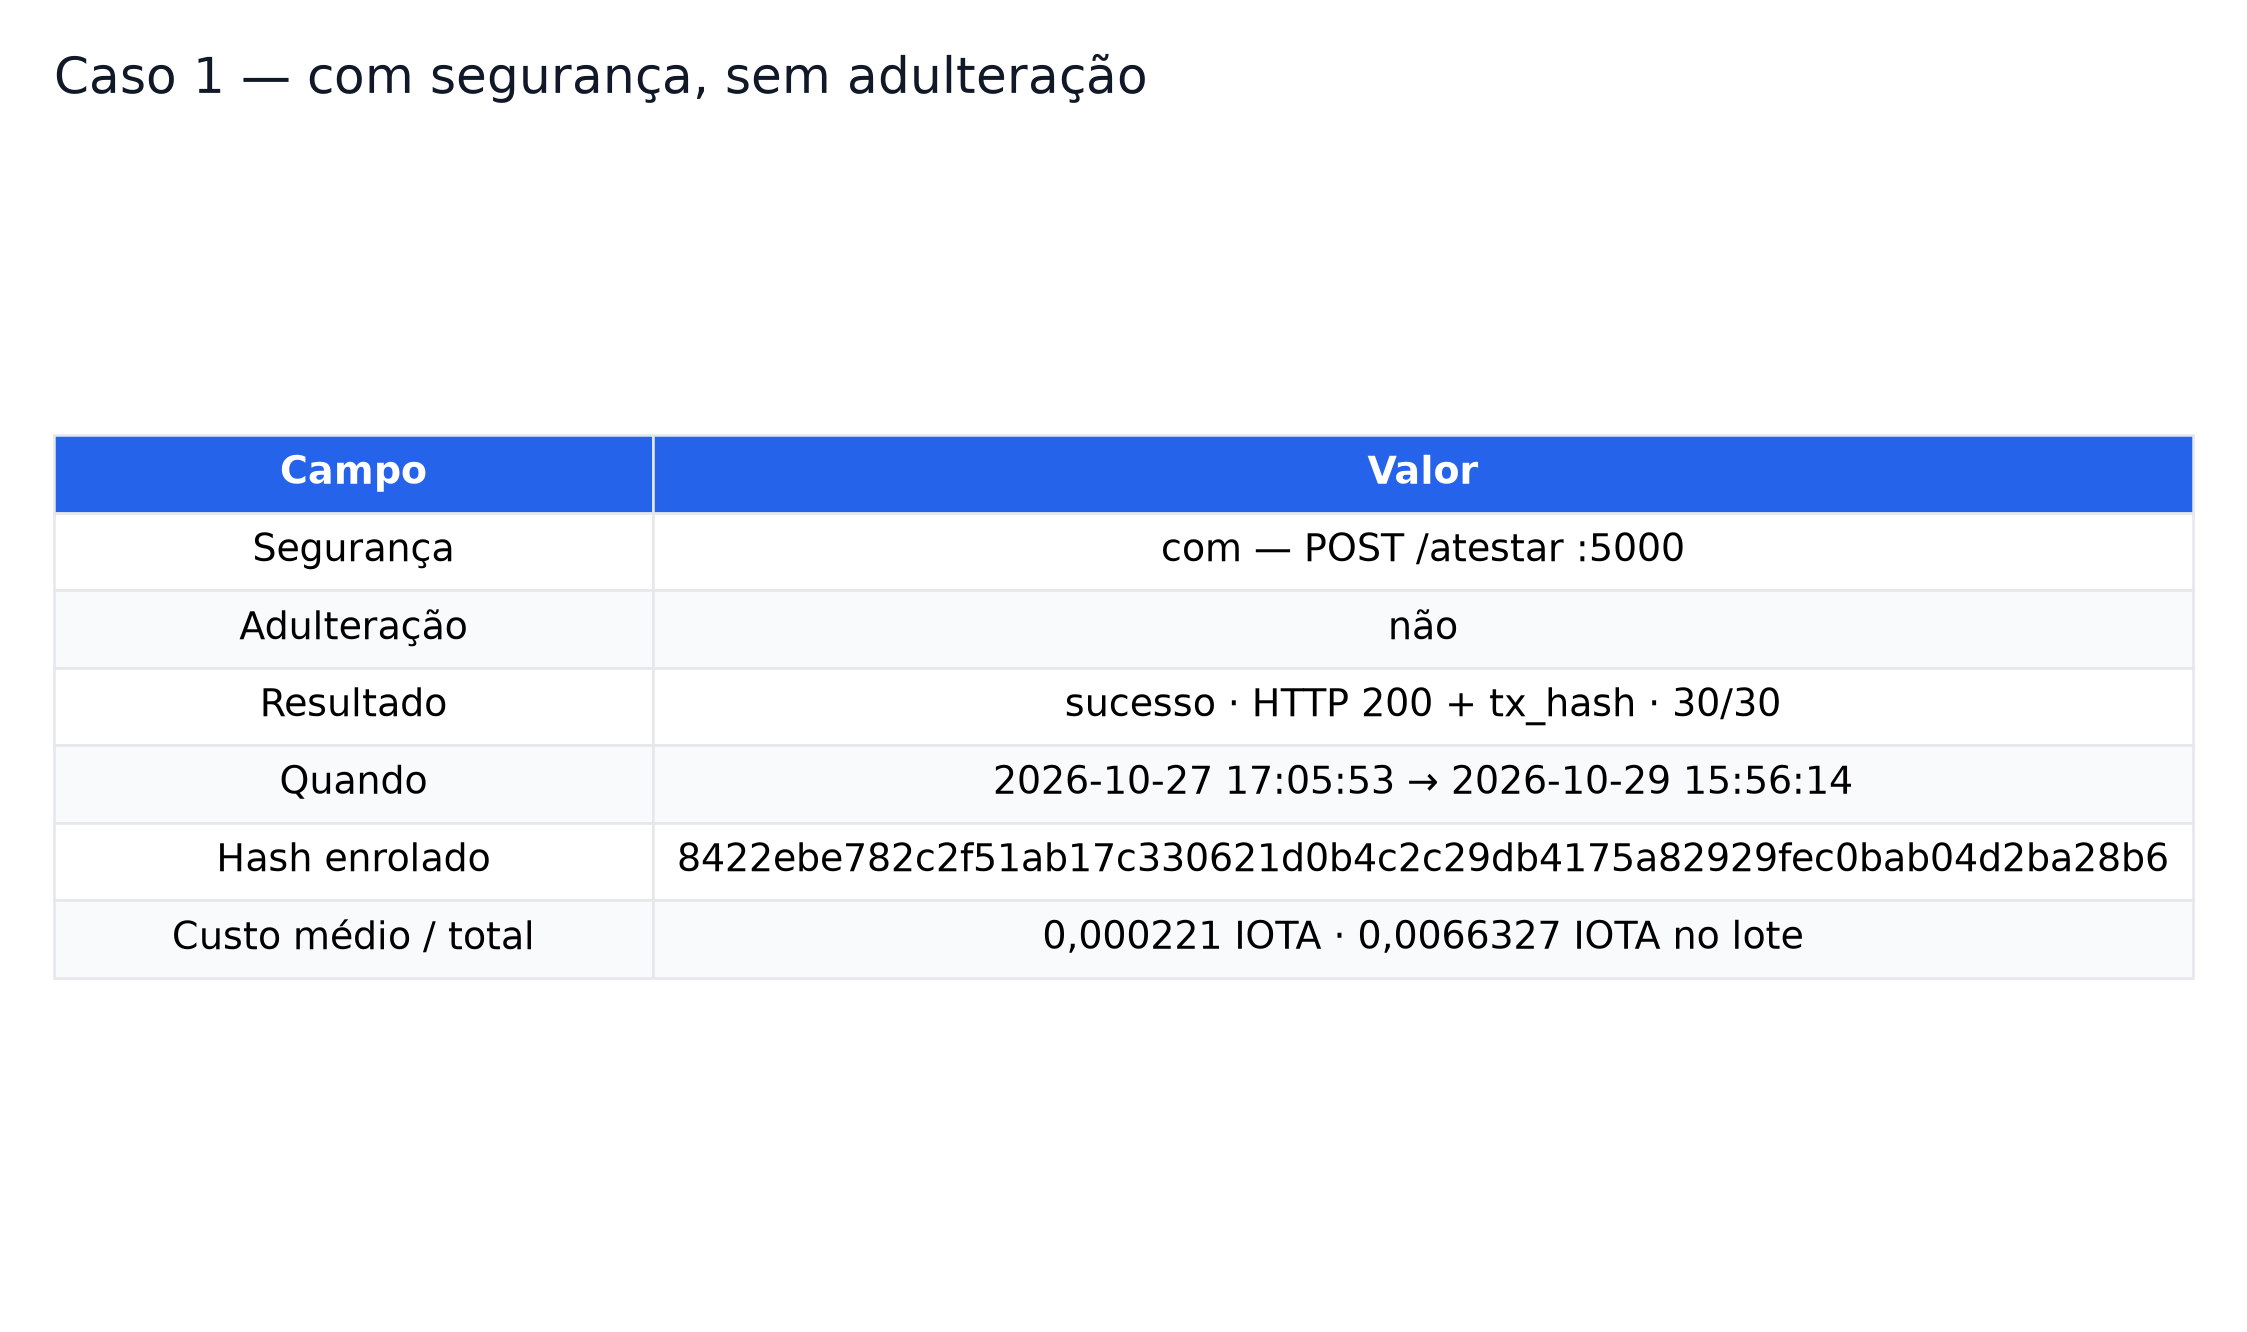 Caso 1 — com segurança, sem adulteração
Campo Valor
Segurança com — POST /atestar :5000
Adulteração não
Resultado sucesso · HTTP 200 + tx_hash · 30/30
Quando 2026-10-27 17:05:53 → 2026-10-29 15:56:14
Hash enrolado 8422ebe782c2f51ab17c330621d0b4c2c29db4175a82929fec0bab04d2ba28b6
Custo médio / total 0,000221 IOTA · 0,0066327 IOTA no lote